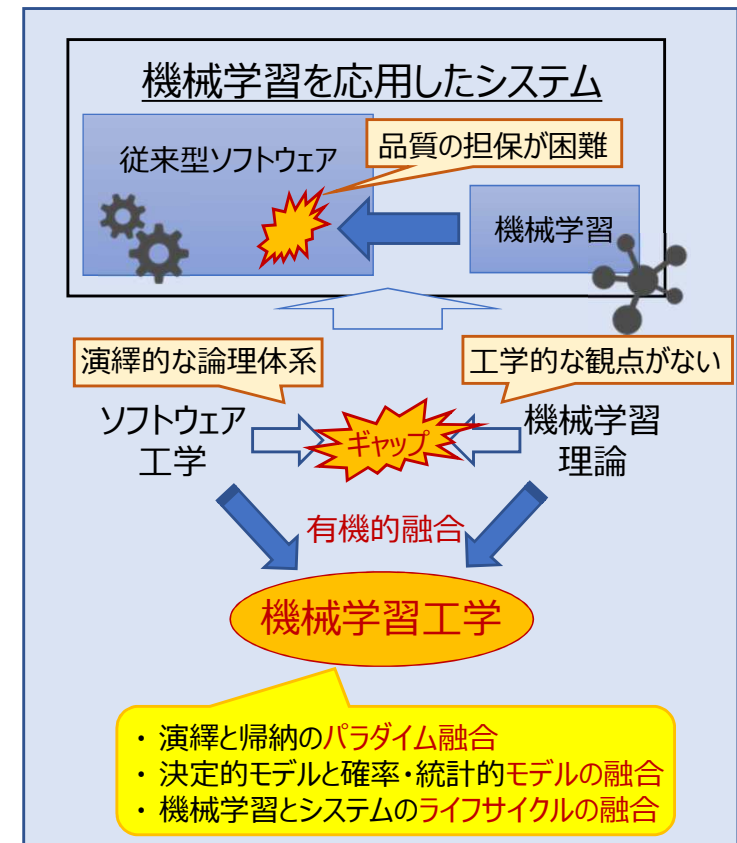 機械学習を応用したシステム
従来型ソフトウェア
品質の担保が困難
機械学習
演繹的な論理体系
工学的な観点がない
ソフトウェア
工学
ギャップ
機械学習
理論
有機的融合
機械学習工学
・ 演繹と帰納のパラダイム融合
・ 決定的モデルと確率・統計的モデルの融合
・ 機械学習とシステムのライフサイクルの融合